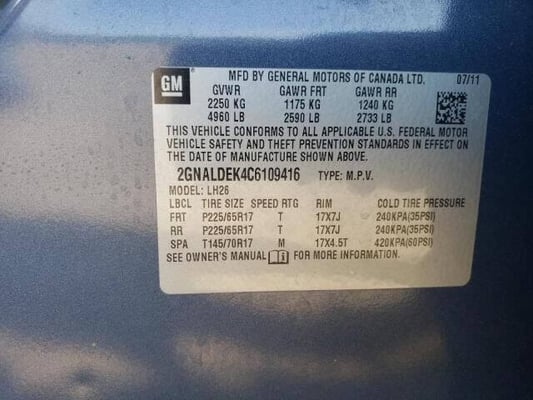 GM MFD BY GENERAL MOTORS OF CANADA LTD. 07/11
GVWR GAWR FRT GAWR RR
2250 KG 1175 KG 1240 KG
4960 LB 2590 LB 2733 LB
THIS VEHICLE CONFORMS TO ALL APPLICABLE U.S. FEDERAL MOTOR
VEHICLE SAFETY AND THEFT PREVENTION STANDARDS IN EFFECT ON
THE DATE OF MANUFACTURE SHOWN ABOVE.
2GNALDEK4C6109416 TYPE: M.P.V.
MODEL: LH26
LBCL TIRE SIZE SPEED RTG RIM COLD TIRE PRESSURE
FRT P225/65R17 T 17X7J 240KPA(35PSI)
RR P225/65R17 T 17X7J 240KPA(35PSI)
SPA T145/70R17 M 17X4.5T 420KPA(60PSI)
SEE OWNER'S MANUAL FOR MORE INFORMATION.